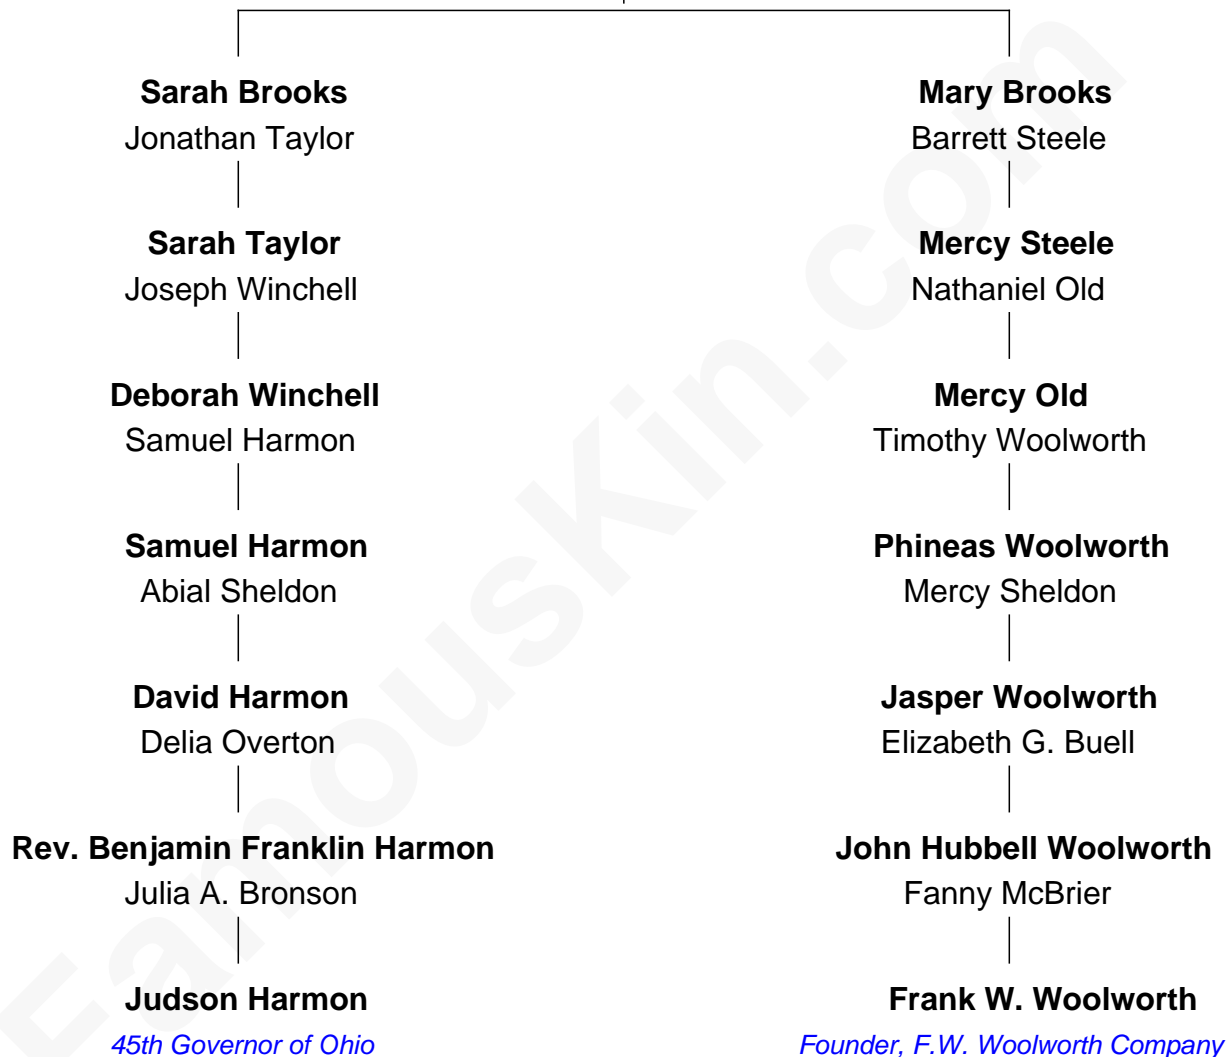 Sarah Brooks
Jonathan Taylor
Mary Brooks
Barrett Steele
Sarah Taylor
Joseph Winchell
Mercy Steele
Nathaniel Old
Deborah Winchell
Samuel Harmon
Mercy Old
Timothy Woolworth
Samuel Harmon
Abial Sheldon
Phineas Woolworth
Mercy Sheldon
David Harmon
Delia Overton
Jasper Woolworth
Elizabeth G. Buell
Rev. Benjamin Franklin Harmon
Julia A. Bronson
John Hubbell Woolworth
Fanny McBrier
Judson Harmon
45th Governor of Ohio
Frank W. Woolworth
Founder, F.W. Woolworth Company
FamousKin.com